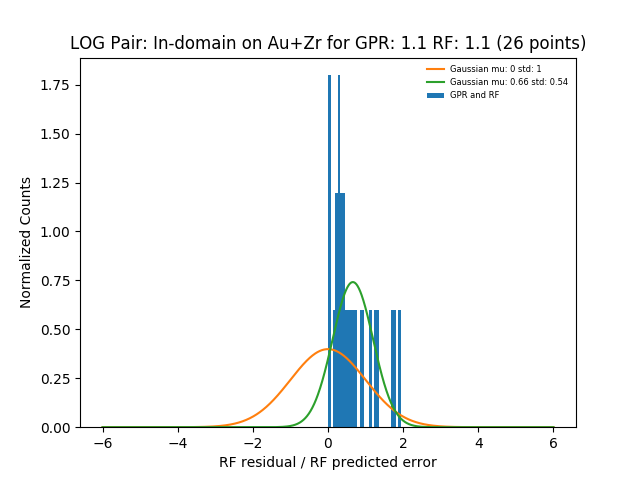 LOG Pair: In-domain on Au+Zr for GPR: 1.1 RF: 1.1 (26 points)
Gaussian mu: 0 std: 1
Gaussian mu: 0.66 std: 0.54
GPR and RF
Normalized Counts
1.75
1.50
1.25
1.00
0.75
0.50
0.25
0.00
−6 −4 −2 0 2 4 6
RF residual / RF predicted error